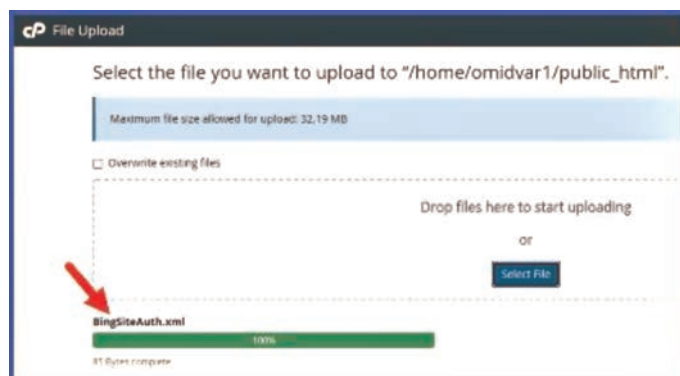 cP File Upload
Select the file you want to upload to “/home/omidvar1/public_html”.
Maximum file size allowed for upload: 32.19 MB
Overwrite existing files
Drop files here to start uploading
or
Select File
BingSiteAuth.xml
100%
85 Bytes complete